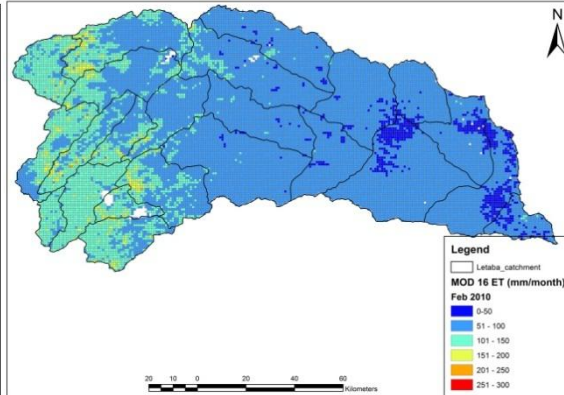 N
Legend
Letaba_catchment
MOD 16 ET (mm/month)
Feb 2010
0-50
51 - 100
101 - 150
151 - 200
201 - 250
251 - 300
20 10 0 20 40 60
Kilometers